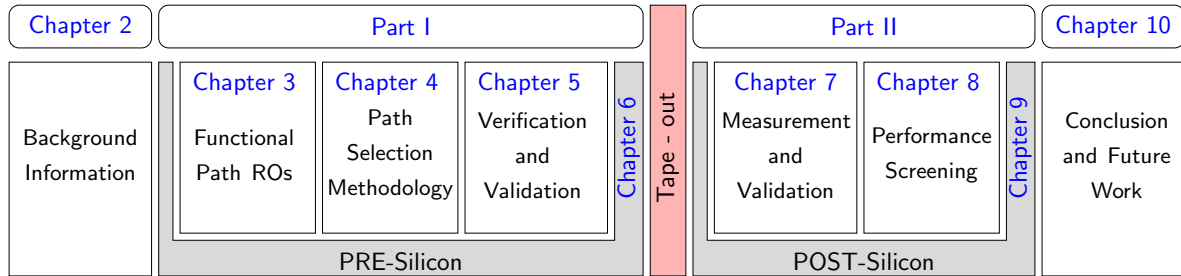 Chapter 2
Part I
Part II
Chapter 10
Background
Information
Chapter 3
Functional
Path ROs
Chapter 4
Path
Selection
Methodology
Chapter 5
Verification
and
Validation
Chapter 6
PRE-Silicon
Tape - out
Chapter 7
Measurement
and
Validation
Chapter 8
Performance
Screening
Chapter 9
POST-Silicon
Conclusion
and Future
Work